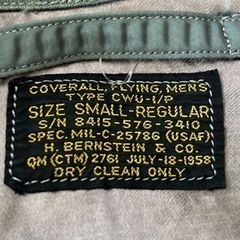 COVERALL, FLYING, MENS
TYPE CWU-1/P
SIZE SMALL-REGULAR
S/N 8415-576-3410
SPEC. MIL-C-25786 (USAF)
H. BERNSTEIN & CO.
QM (CTM) 2761 JULY-18-1958
DRY CLEAN ONLY